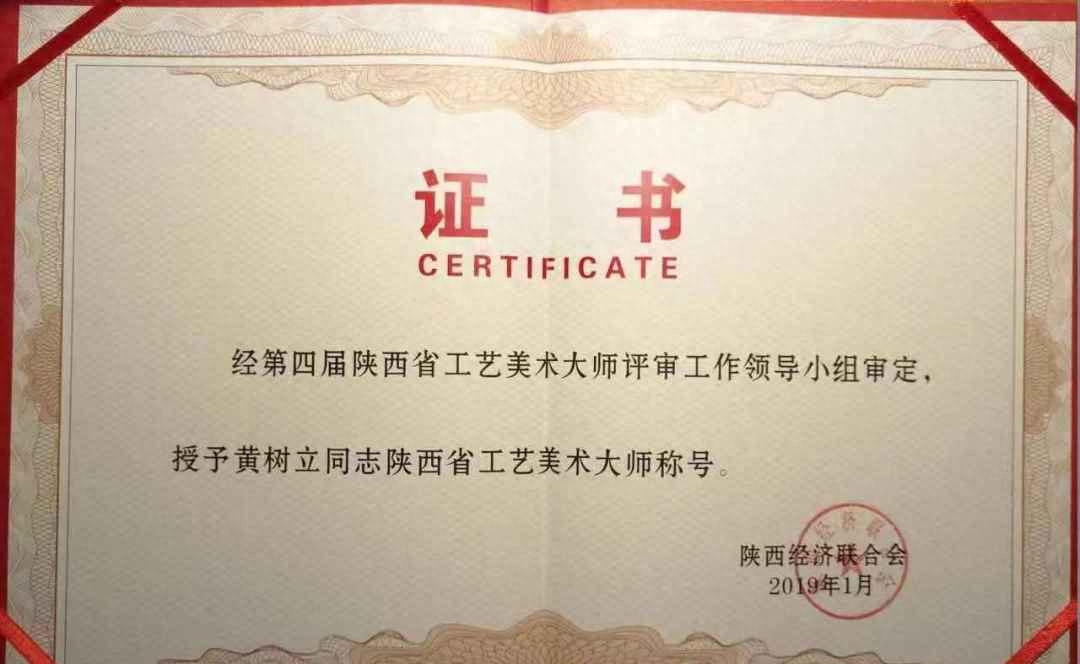 证 书
CERTIFICATE
经第四届陕西省工艺美术大师评审工作领导小组审定，
授予黄树立同志陕西省工艺美术大师称号。
陕西经济联合会
2019年1月